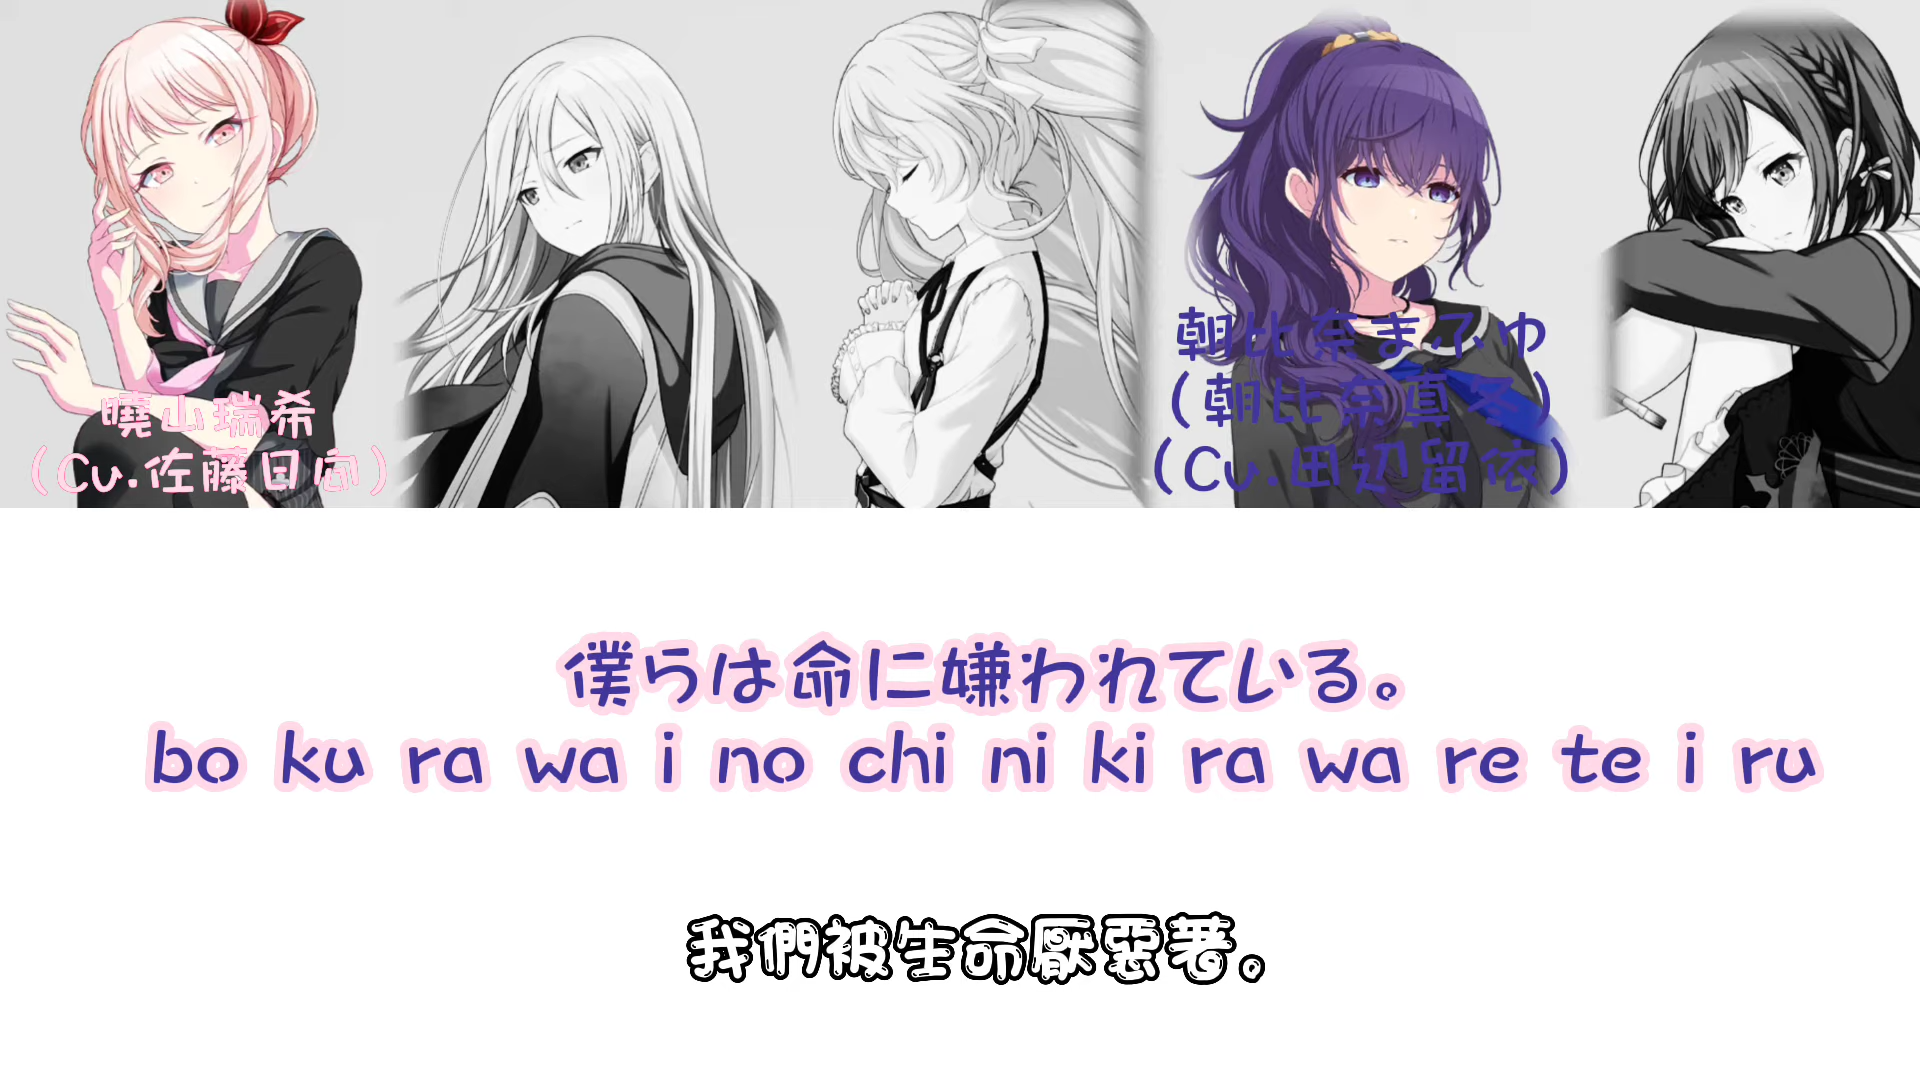 曉山瑞希
(Cv.佐藤日向)
朝比奈まふゆ
(朝比奈真冬)
(Cv.田辺留依)
僕らは命に嫌われている。
bo ku ra wa i no chi ni ki ra wa re te i ru
我們被生命厭惡著。